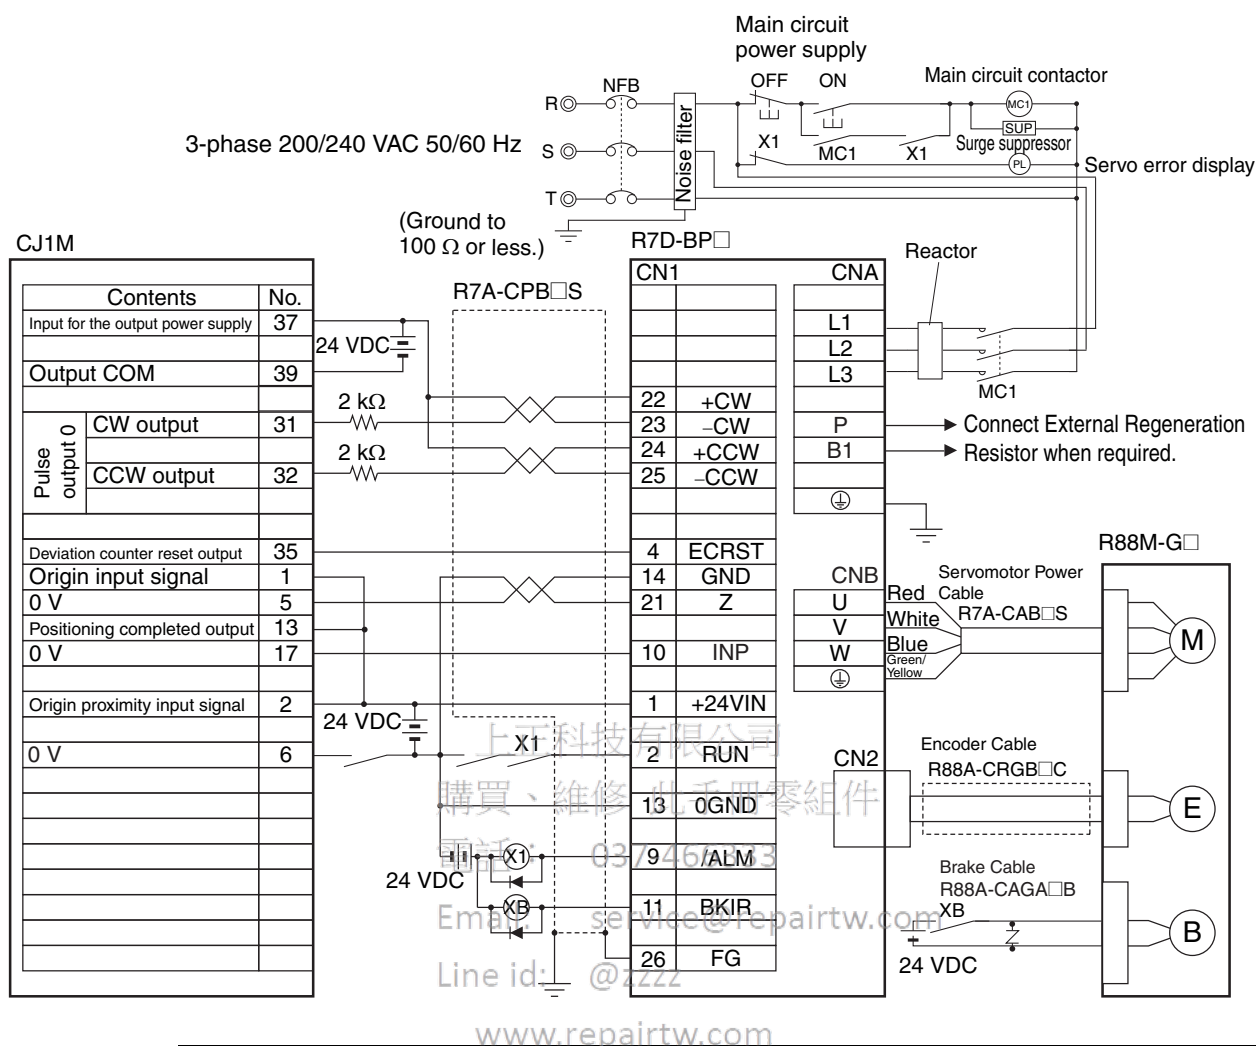 Main circuit
power supply
OFF
ON
Main circuit contactor
NFB
R
MC1
SUP
Surge suppressor
3-phase 200/240 VAC 50/60 Hz
S
Noise filter
X1
MC1
X1
PL
Servo error display
T
(Ground to
100 Ω or less.)
CJ1M
R7D-BP□
Reactor
CN1
CNA
R7A-CPB□S
Contents
No.
Input for the output power supply
37
24 VDC
L1
L2
Output COM
39
L3
MC1
2 kΩ
22
+CW
Pulse
output 0
CW output
31
23
−CW
P
Connect External Regeneration
2 kΩ
24
+CCW
B1
Resistor when required.
CCW output
32
25
−CCW
R88M-G□
Deviation counter reset output
35
4
ECRST
Origin input signal
1
14
GND
CNB
Servomotor Power
Cable
R7A-CAB□S
0 V
5
21
Z
U
Red
Positioning completed output
13
V
White
0 V
17
10
INP
W
Blue
Green/
Yellow
M
Origin proximity input signal
2
1
+24VIN
24 VDC
上正科技有限公司
0 V
6
X1
2
RUN
CN2
Encoder Cable
R88A-CRGB□C
購買、維修 此手冊零組件
13
0GND
E
電話: 037-466333
24 VDC
X1
9
/ALM
Brake Cable
R88A-CAGA□B
XB
11
BKIR
Email: service@repairtw.com
XB
B
24 VDC
26
FG
Line id: @zzzz
www.repairtw.com